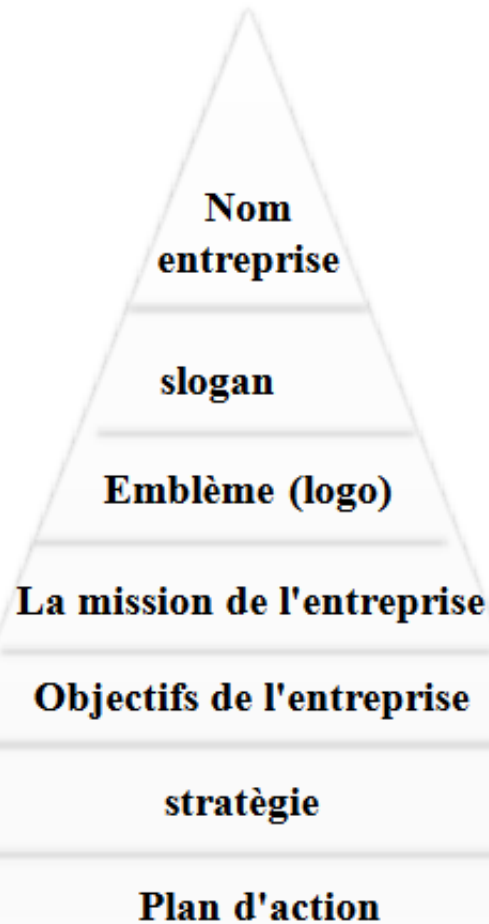 Nom
entreprise
slogan
Emblème (logo)
La mission de l'entreprise
Objectifs de l'entreprise
stratègie
Plan d'action